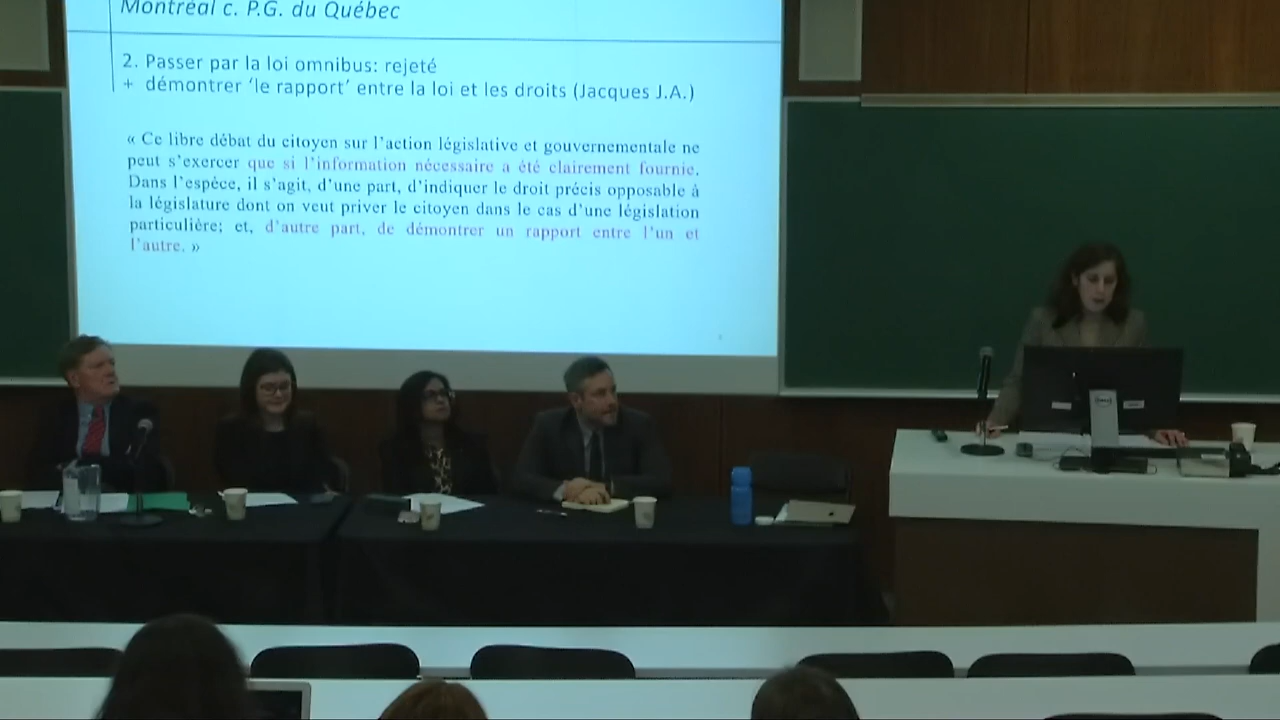 Montréal c. P.G. du Québec
2. Passer par la loi omnibus: rejeté
+ démontrer ‘le rapport’ entre la loi et les droits (Jacques J.A.)
« Ce libre débat du citoyen sur l’action législative et gouvernementale ne
peut s’exercer que si l’information nécessaire a été clairement fournie.
Dans l’espèce, il s’agit, d’une part, d’indiquer le droit précis opposable à
la législature dont on veut priver le citoyen dans le cas d’une législation
particulière; et, d’autre part, de démontrer un rapport entre l’un et
l’autre. »
DELL